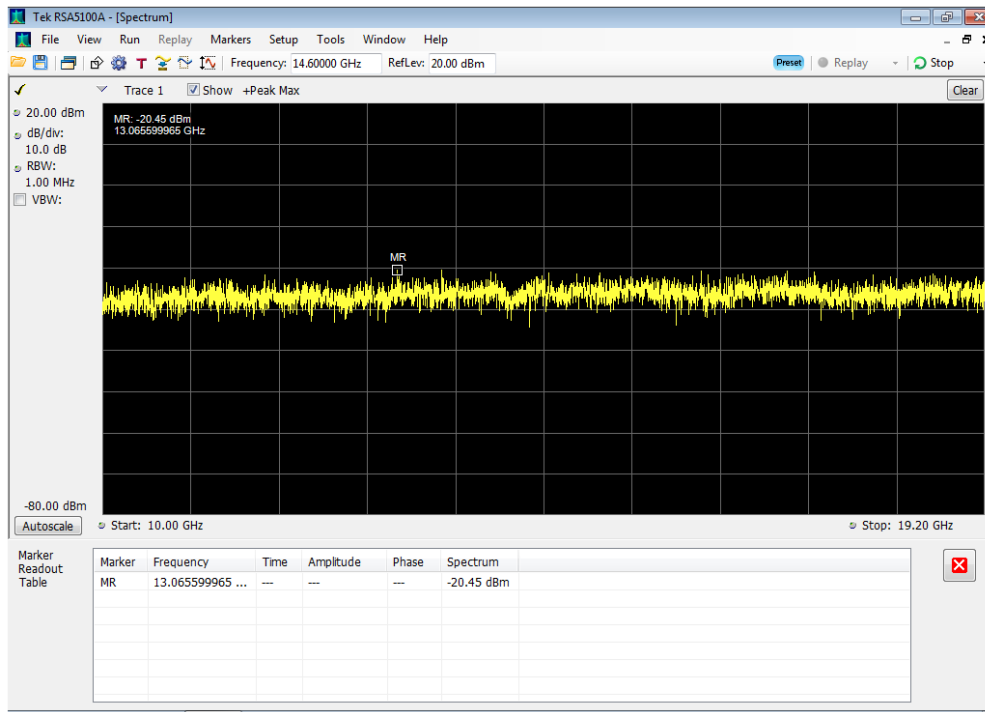 Tek RSA5100A - [Spectrum]
File View Run Replay Markers Setup Tools Window Help
T Frequency: 14.60000 GHz RefLev: 20.00 dBm Preset Replay Stop
Trace 1 Show +Peak Max Clear
20.00 dBm
dB/div:
10.0 dB
RBW:
1.00 MHz
VBW:
MR: -20.45 dBm
13.065599965 GHz
MR
-80.00 dBm
Autoscale Start: 10.00 GHz Stop: 19.20 GHz
Marker
Readout
Table
Marker Frequency Time Amplitude Phase Spectrum
MR 13.065599965 ... --- --- --- -20.45 dBm